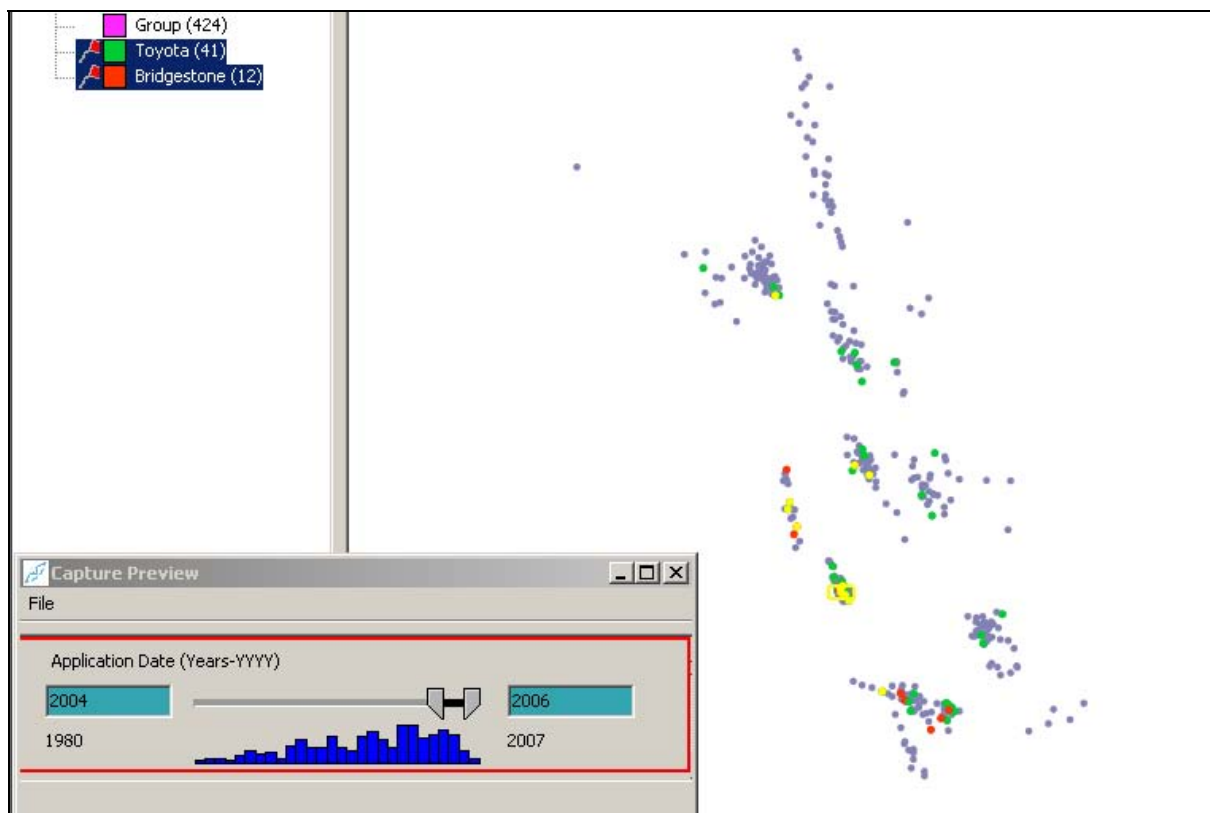 Group (424)
Toyota (41)
Bridgestone (12)
Capture Preview
File
Application Date (Years-YYYY)
2004 2006
1980 2007